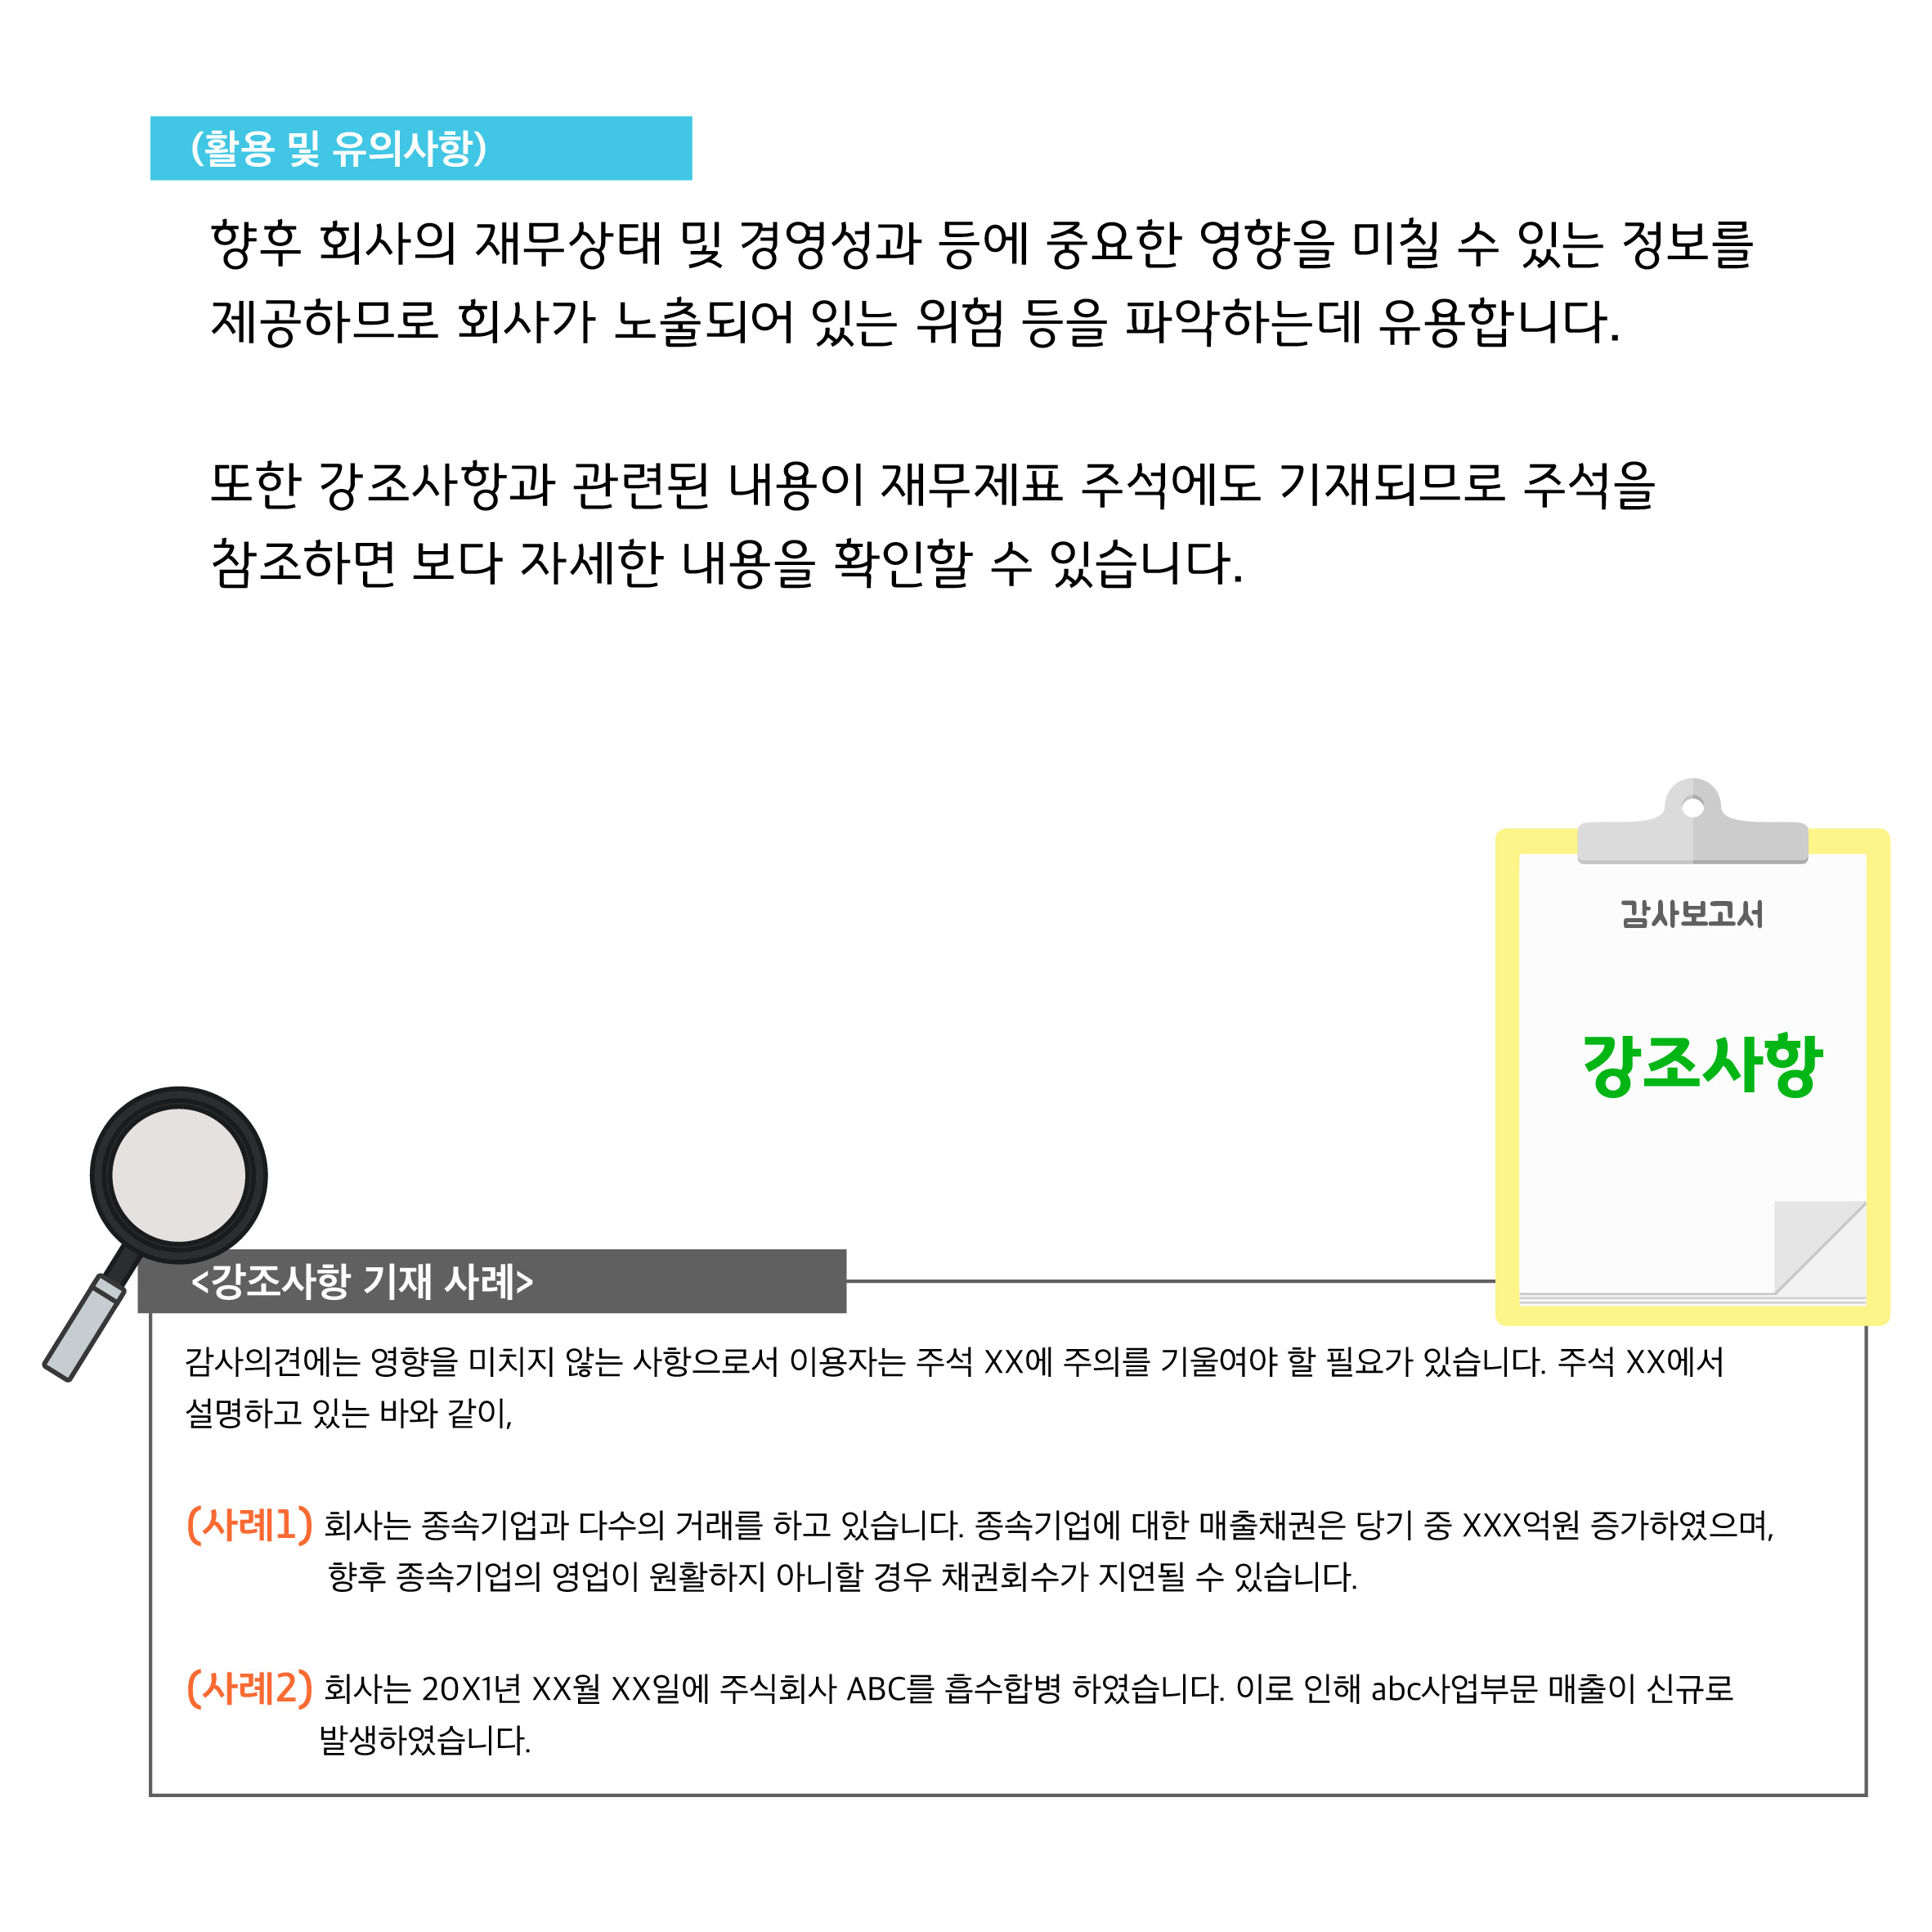 (활용 및 유의사항)
향후 회사의 재무상태 및 경영성과 등에 중요한 영향을 미칠 수 있는 정보를
제공하므로 회사가 노출되어 있는 위험 등을 파악하는데 유용합니다.
또한 강조사항과 관련된 내용이 재무제표 주석에도 기재되므로 주석을
참조하면 보다 자세한 내용을 확인할 수 있습니다.
감사보고서
강조사항
<강조사항 기재 사례>
감사의견에는 영향을 미치지 않는 사항으로서 이용자는 주석 XX에 주의를 기울여야 할 필요가 있습니다. 주석 XX에서
설명하고 있는 바와 같이,
(사례1) 회사는 종속기업과 다수의 거래를 하고 있습니다. 종속기업에 대한 매출채권은 당기 중 XXX억원 증가하였으며,
향후 종속기업의 영업이 원활하지 아니할 경우 채권회수가 지연될 수 있습니다.
(사례2) 회사는 20X1년 XX월 XX일에 주식회사 ABC를 흡수합병 하였습니다. 이로 인해 abc사업부문 매출이 신규로
발생하였습니다.